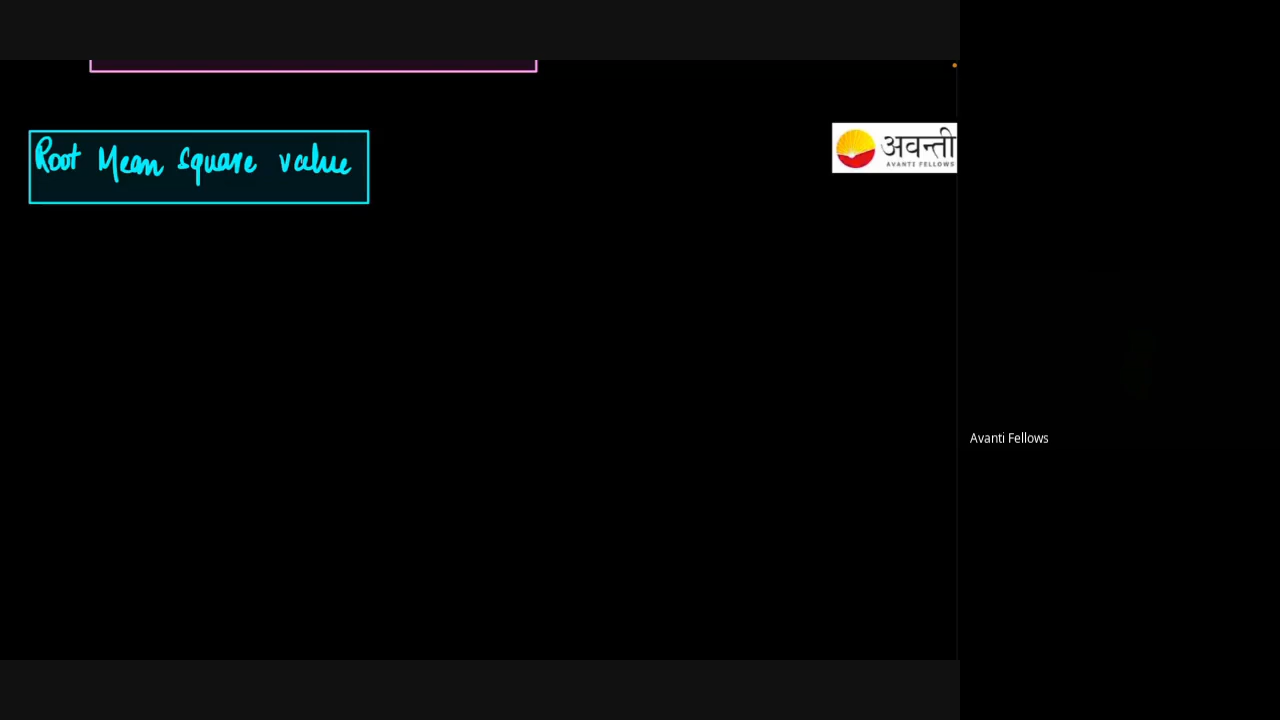 Root Mean Square value
अवन्ती
AVANTI FELLOWS
Avanti Fellows